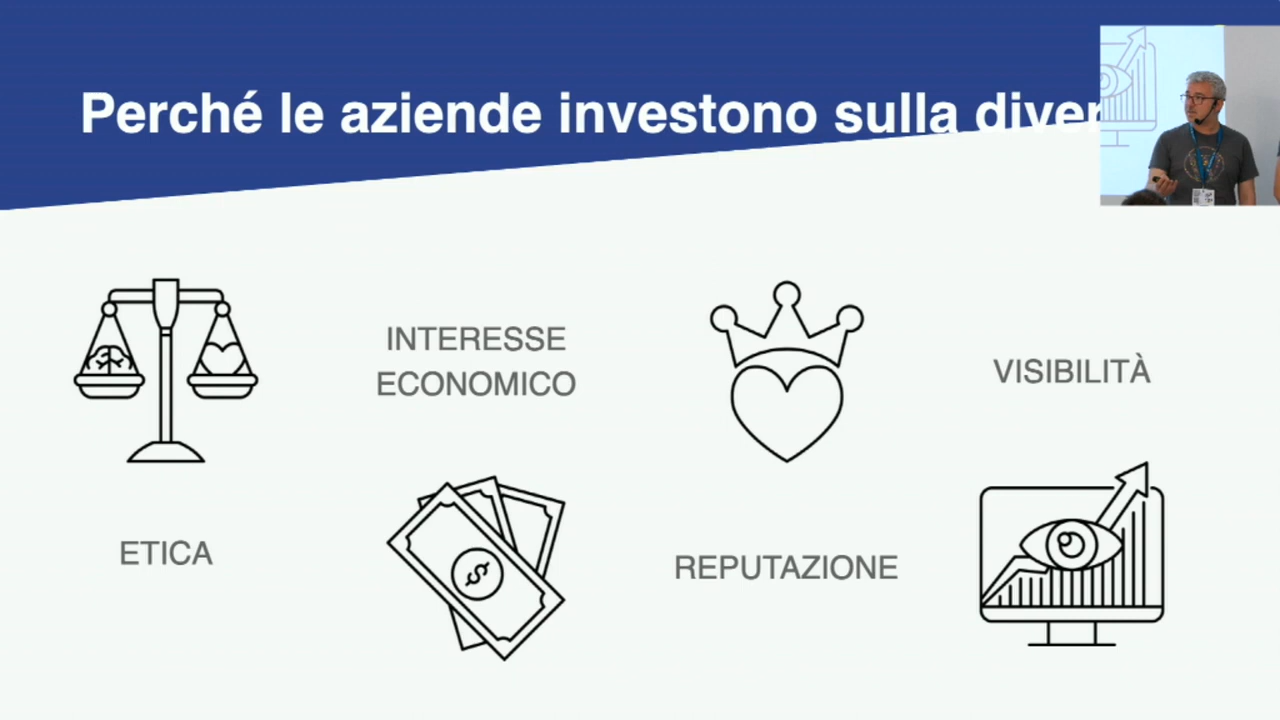 Perché le aziende investono sulla diver
INTERESSE
ECONOMICO
VISIBILITÀ
ETICA
REPUTAZIONE